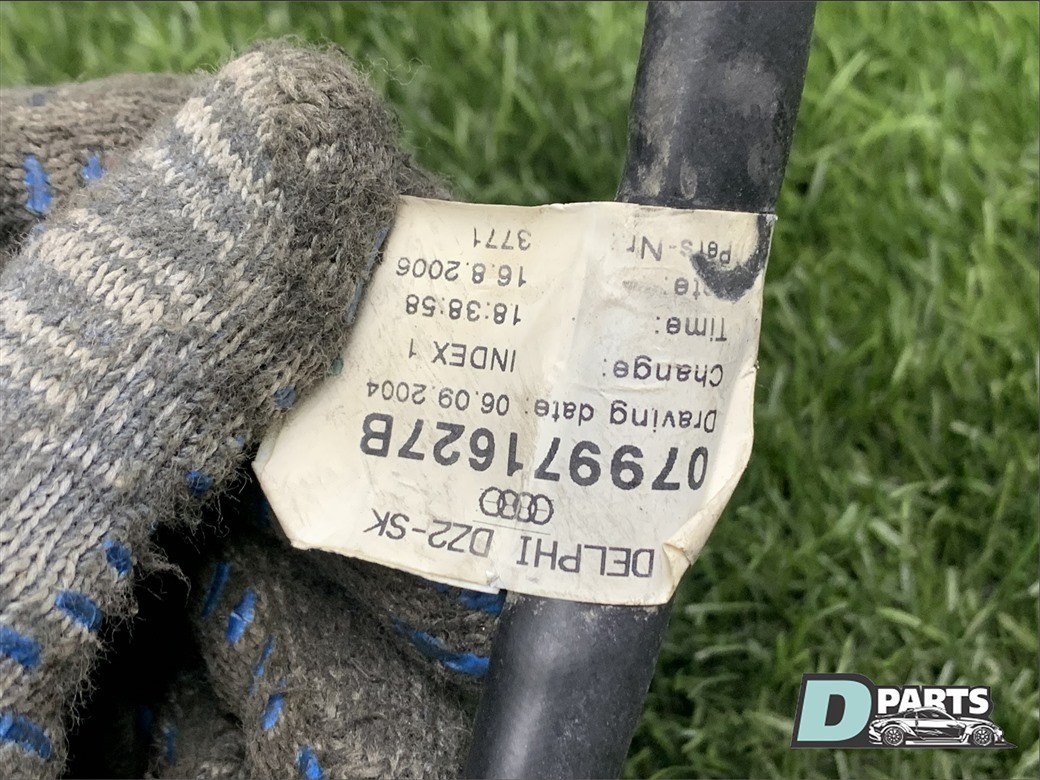 DELPHI DZ2-SK
079971627B
Drawing date: 06.09.2004
Change: INDEX 1
Time: 18:38:58
16.8.2006
Pers-Nr 3771
D PARTS